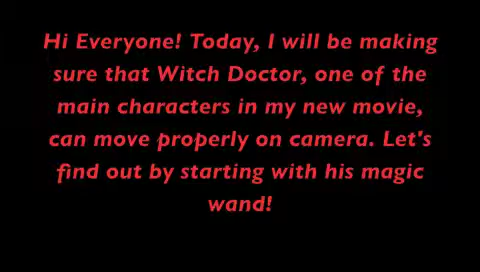 Hi Everyone! Today, I will be making
sure that Witch Doctor, one of the
main characters in my new movie,
can move properly on camera. Let's
find out by starting with his magic
wand!